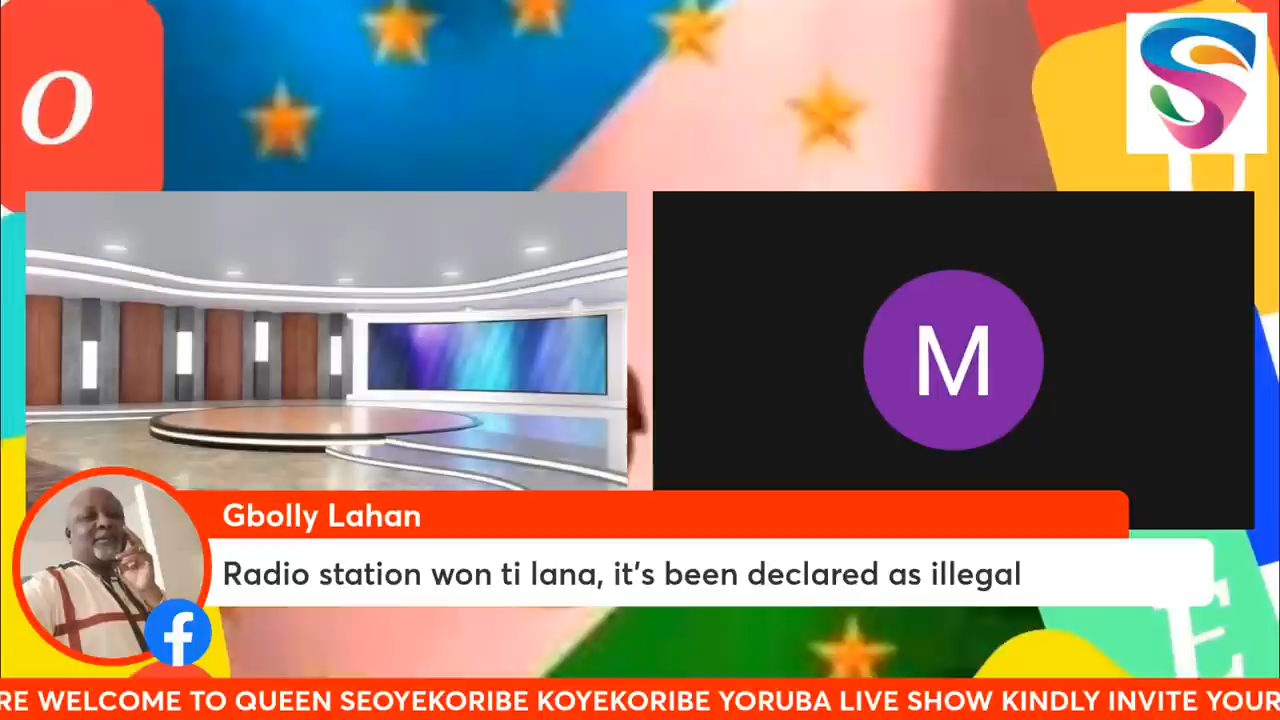 O
M
Gbolly Lahan
Radio station won ti lana, it's been declared as illegal
E
RE WELCOME TO QUEEN SEOYEKORIBE KOYEKORIBE YORUBA LIVE SHOW KINDLY INVITE YOUR